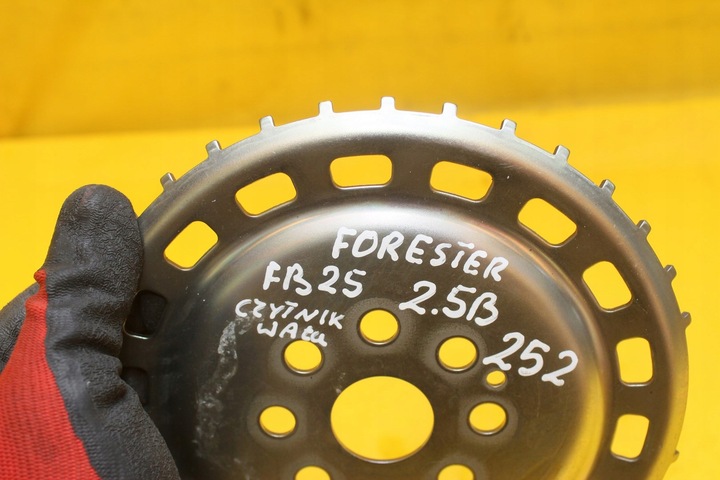 FORESTER
FB25 2.5B
CZYTNIK
WAŁU
252